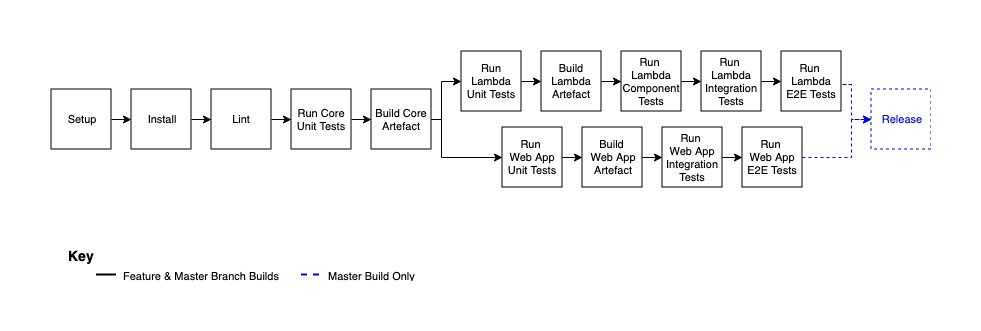 Setup
Install
Lint
Run Core
Unit Tests
Build Core
Artefact
Run
Lambda
Unit Tests
Build
Lambda
Artefact
Run
Lambda
Component
Tests
Run
Lambda
Integration
Tests
Run
Lambda
E2E Tests
Run
Web App
Unit Tests
Build
Web App
Artefact
Run
Web App
Integration
Tests
Run
Web App
E2E Tests
Release
Key
Feature & Master Branch Builds
Master Build Only